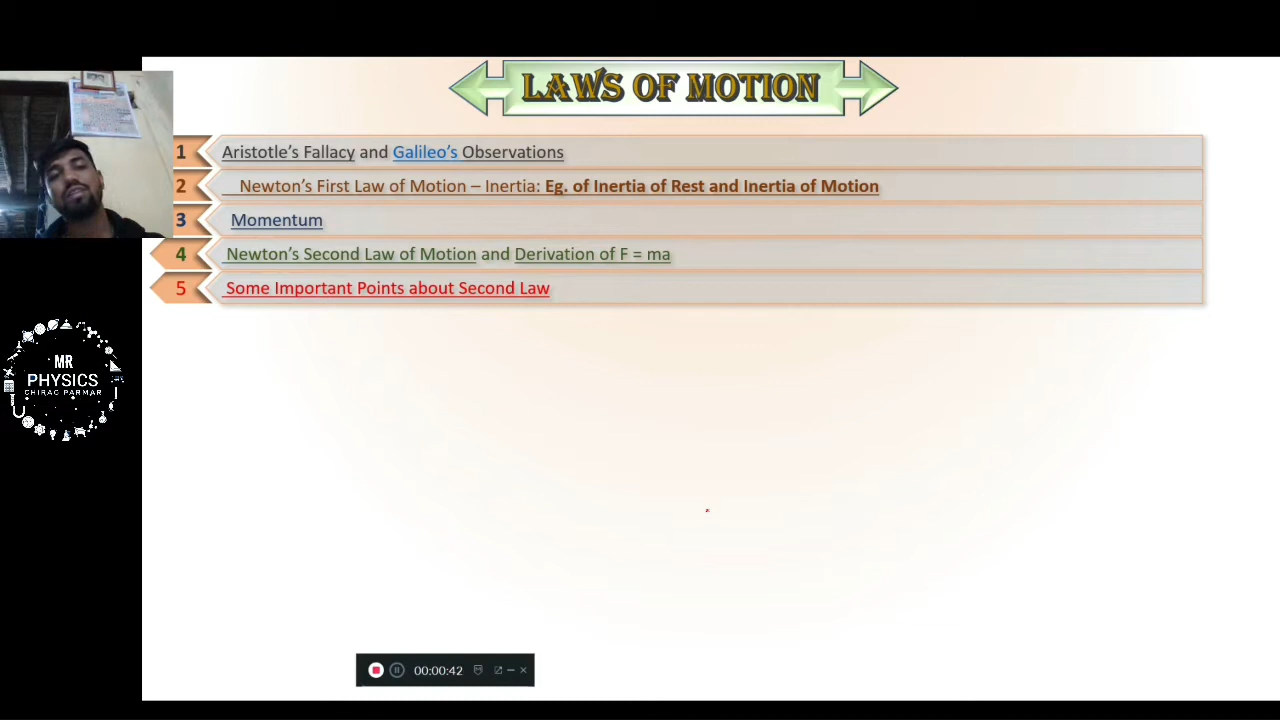 LAWS OF MOTION
1 Aristotle’s Fallacy and Galileo’s Observations
2 Newton’s First Law of Motion – Inertia: Eg. of Inertia of Rest and Inertia of Motion
3 Momentum
4 Newton’s Second Law of Motion and Derivation of F = ma
5 Some Important Points about Second Law
MR
PHYSICS
CHIRAG PARMAR
00:00:42